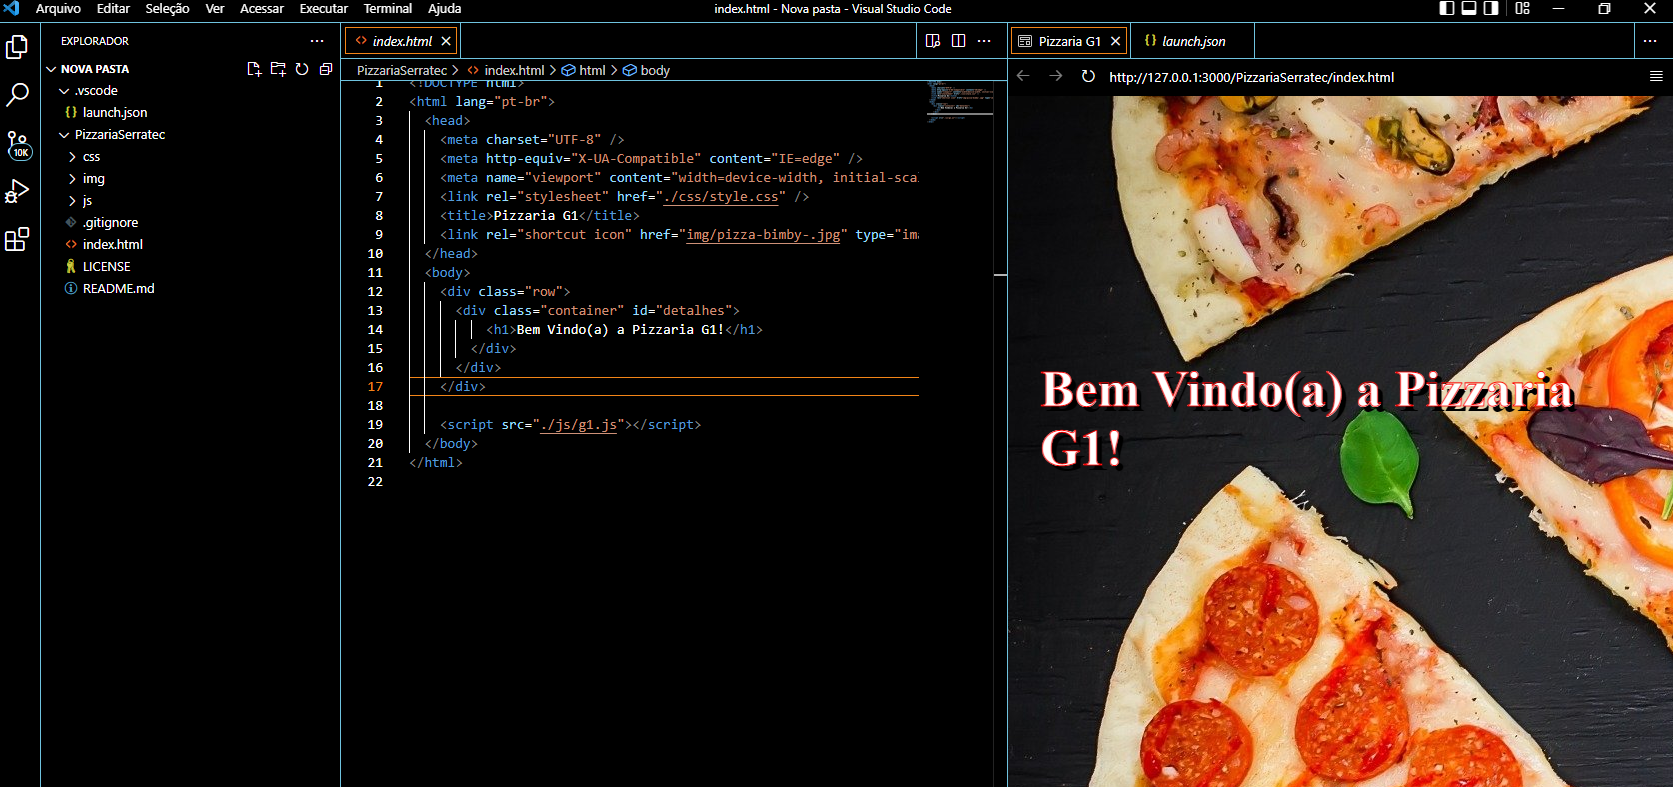 Arquivo Editar Seleção Ver Acessar Executar Terminal Ajuda
index.html - Nova pasta - Visual Studio Code
EXPLORADOR
NOVA PASTA
.vscode
launch.json
PizzariaSerratec
css
img
js
.gitignore
index.html
LICENSE
README.md
10K
index.html
PizzariaSerratec > index.html > html > body
1 <!DOCTYPE html>
2 <html lang="pt-br">
3 <head>
4 <meta charset="UTF-8" />
5 <meta http-equiv="X-UA-Compatible" content="IE=edge" />
6 <meta name="viewport" content="width=device-width, initial-scal
7 <link rel="stylesheet" href="./css/style.css" />
8 <title>Pizzaria G1</title>
9 <link rel="shortcut icon" href="img/pizza-bimby-.jpg" type="ima
10 </head>
11 <body>
12 <div class="row">
13 <div class="container" id="detalhes">
14 <h1>Bem Vindo(a) a Pizzaria G1!</h1>
15 </div>
16 </div>
17 </div>
18
19 <script src="./js/g1.js"></script>
20 </body>
21 </html>
22
Pizzaria G1
launch.json
http://127.0.0.1:3000/PizzariaSerratec/index.html
Bem Vindo(a) a Pizzaria
G1!